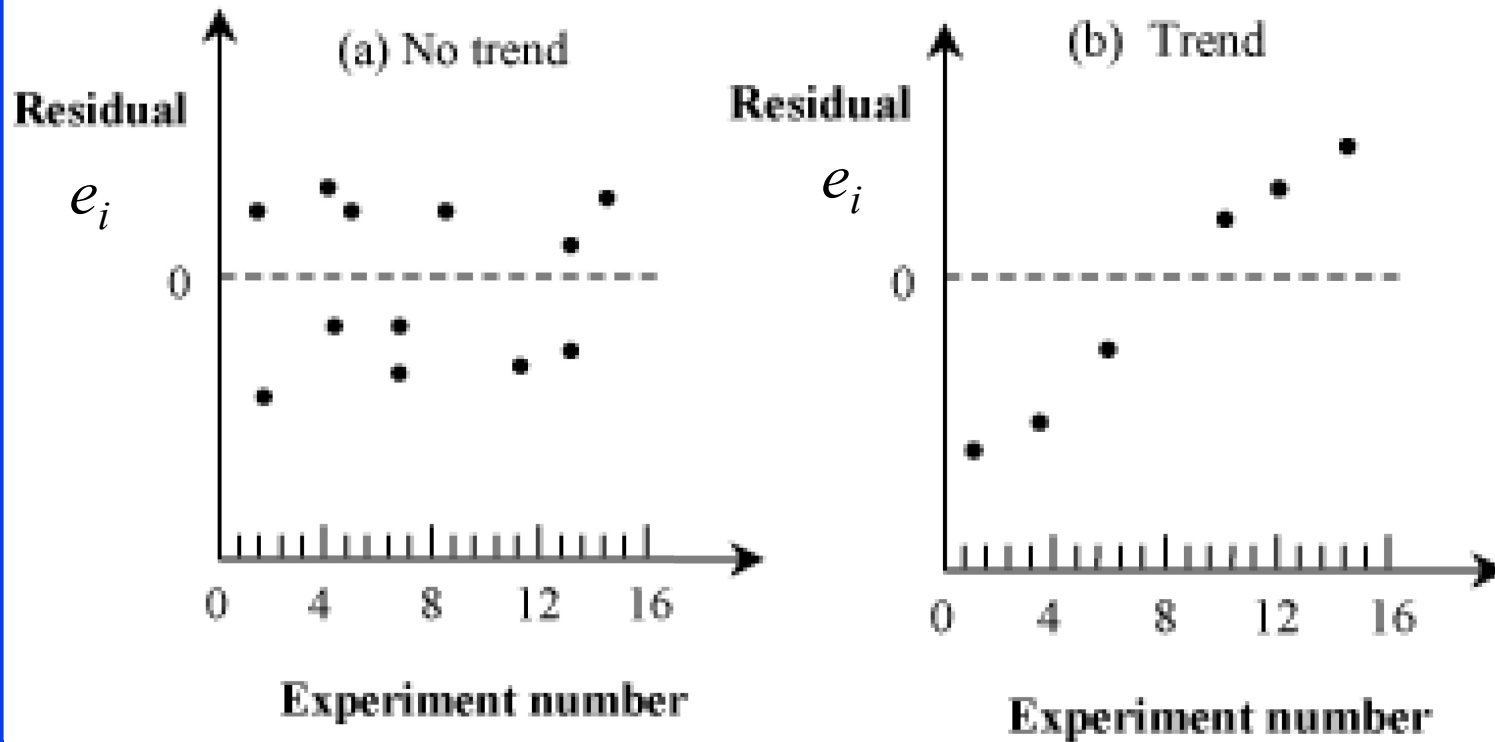 (a) No trend
Residual
e_i
0
0 4 8 12 16
Experiment number
(b) Trend
Residual
e_i
0
0 4 8 12 16
Experiment number